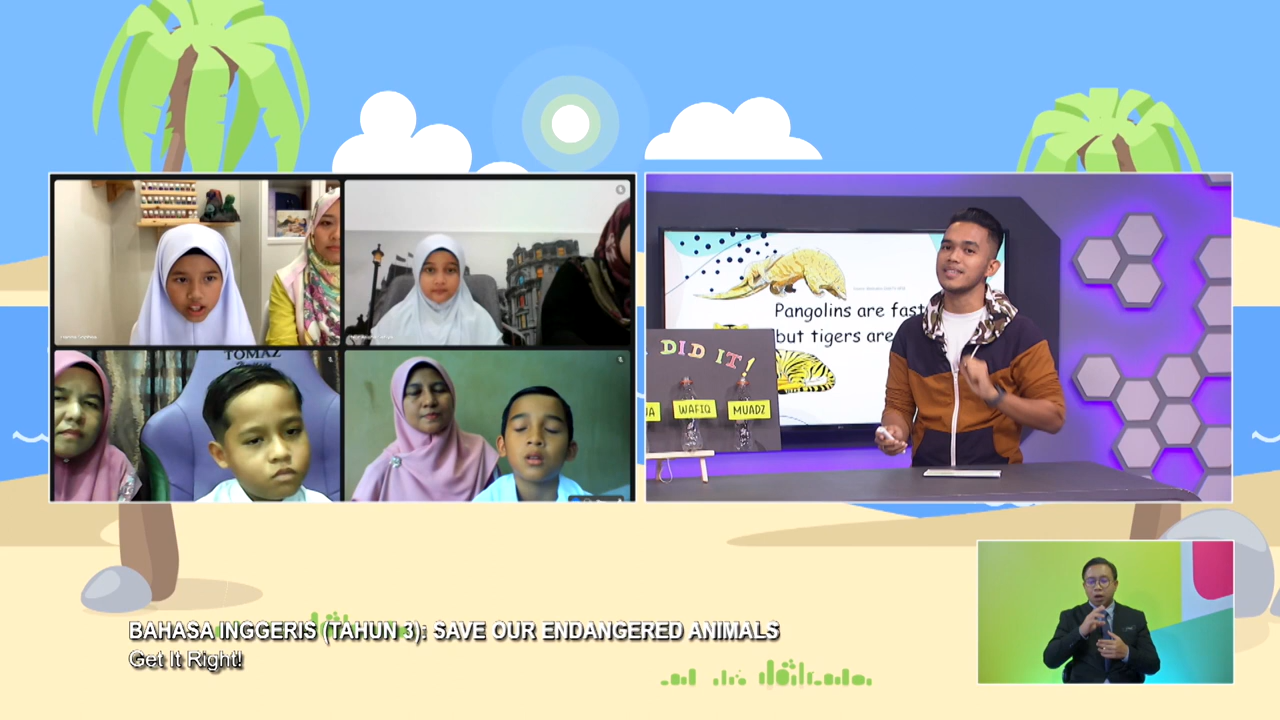 TOMAZ
Pangolins are fast
but tigers are
DID IT!
WAFIQ
MUADZ
BAHASA INGGERIS (TAHUN 3): SAVE OUR ENDANGERED ANIMALS
Get It Right!